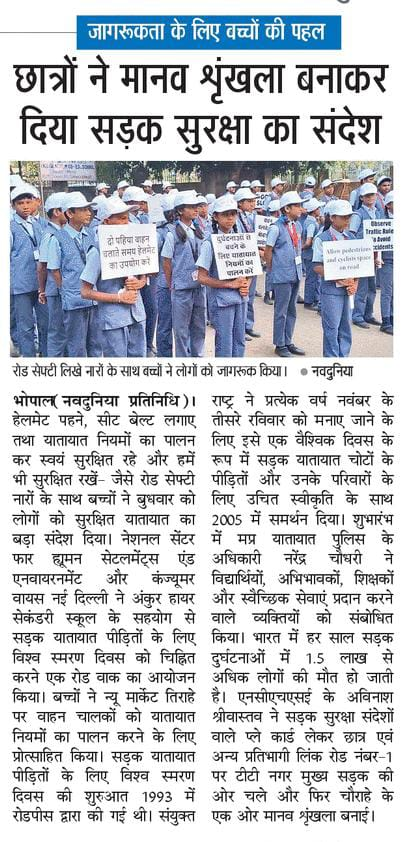 जागरूकता के लिए बच्चों की पहल
छात्रों ने मानव श्रृंखला बनाकर
दिया सड़क सुरक्षा का संदेश
दो पहिया वाहन
चलाते समय हेलमेट
का उपयोग करें
दुर्घटनाओं से
बचने के लिए
यातायात
नियमों का
पालन करें
Allow pedestrians
and cyclists space
on road
Observe
Traffic Rules
To Avoid
Accidents
रोड सेफ्टी लिखे नारों के साथ बच्चों ने लोगों को जागरूक किया। ● नवदुनिया
भोपाल(नवदुनिया प्रतिनिधि)।
हेलमेट पहने, सीट बेल्ट लगाए
तथा यातायात नियमों का पालन
कर स्वयं सुरक्षित रहे और हमें
भी सुरक्षित रखें- जैसे रोड सेफ्टी
नारों के साथ बच्चों ने बुधवार को
लोगों को सुरक्षित यातायात का
बड़ा संदेश दिया। नेशनल सेंटर
फार ह्यूमन सेटलमेंट्स एंड
एनवायरनमेंट और कंज्यूमर
वायस नई दिल्ली ने अंकुर हायर
सेकंडरी स्कूल के सहयोग से
सड़क यातायात पीड़ितों के लिए
विश्व स्मरण दिवस को चिह्नित
करने एक रोड वाक का आयोजन
किया। बच्चों ने न्यू मार्केट तिराहे
पर वाहन चालकों को यातायात
नियमों का पालन करने के लिए
प्रोत्साहित किया। सड़क यातायात
पीड़ितों के लिए विश्व स्मरण
दिवस की शुरुआत 1993 में
रोडपीस द्वारा की गई थी। संयुक्त
राष्ट्र ने प्रत्येक वर्ष नवंबर के
तीसरे रविवार को मनाए जाने के
लिए इसे एक वैश्विक दिवस के
रूप में सड़क यातायात चोटों के
पीड़ितों और उनके परिवारों के
लिए उचित स्वीकृति के साथ
2005 में समर्थन दिया। शुभारंभ
में मप्र यातायात पुलिस के
अधिकारी नरेंद्र चौधरी ने
विद्यार्थियों, अभिभावकों, शिक्षकों
और स्वैच्छिक सेवाएं प्रदान करने
वाले व्यक्तियों को संबोधित
किया। भारत में हर साल सड़क
दुर्घटनाओं में 1.5 लाख से
अधिक लोगों की मौत हो जाती
है। एनसीएचएसई के अविनाश
श्रीवास्तव ने सड़क सुरक्षा संदेशों
वाले प्ले कार्ड लेकर छात्र एवं
अन्य प्रतिभागी लिंक रोड नंबर-1
पर टीटी नगर मुख्य सड़क की
ओर चले और फिर चौराहे के
एक ओर मानव श्रृंखला बनाई।